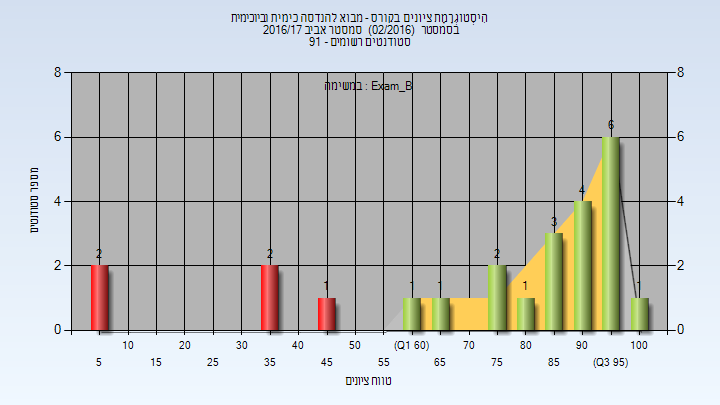 היסטוגרמת ציונים בקורס - מבוא להנדסה כימית וביוכימית
בסמסטר (02/2016) סמסטר אביב 2016/17
סטודנטים רשומים - 91
במשימה : Exam_B
8 8
6 6
4 4
2 2
0 0
מספר סטודנטים
2 2 1 1 1 2 1 3 4 6 1
10 20 30 40 50 (Q1 60) 70 80 90 100
5 15 25 35 45 55 65 75 85 (Q3 95)
טווח ציונים